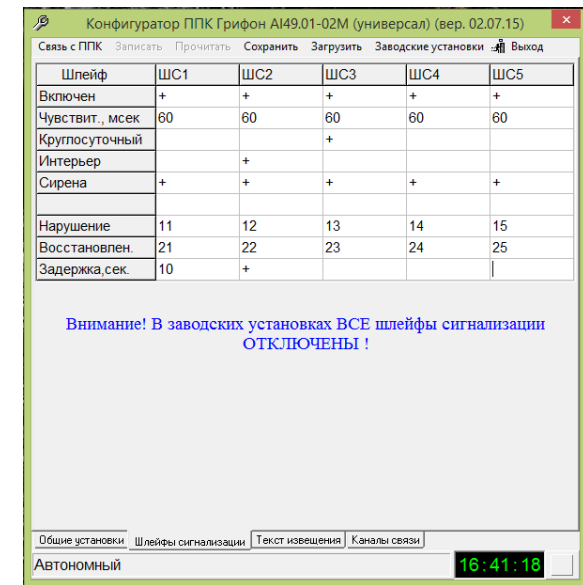 Конфигуратор ППК Грифон AI49.01-02М (универсал) (вер. 02.07.15)
Связь с ППК Записать Прочитать Сохранить Загрузить Заводские установки Выход
Шлейф ШС1 ШС2 ШС3 ШС4 ШС5
Включен + + + + +
Чувствит., мсек 60 60 60 60 60
Круглосуточный +
Интерьер +
Сирена + + + + +
Нарушение 11 12 13 14 15
Восстановлен. 21 22 23 24 25
Задержка,сек. 10 +
Внимание! В заводских установках ВСЕ шлейфы сигнализации
ОТКЛЮЧЕНЫ !
Общие установки Шлейфы сигнализации Текст извещения Каналы связи
Автономный 16:41:18